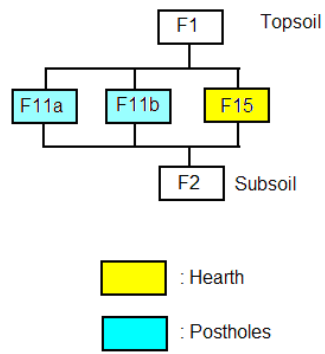 F1 Topsoil
F11a F11b F15
F2 Subsoil
: Hearth
: Postholes